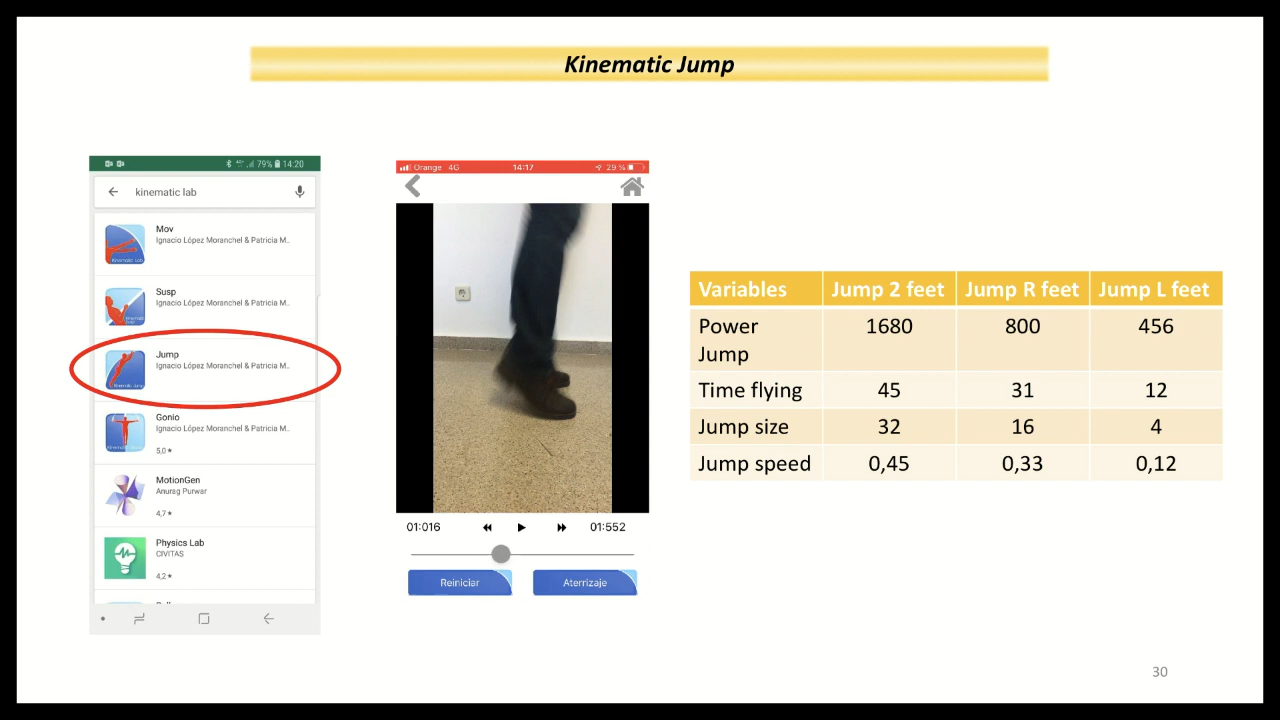 Kinematic Jump
79% 14:20
kinematic lab
Mov
Ignacio López Moranchel & Patricia M..
Susp
Ignacio López Moranchel & Patricia M..
Jump
Ignacio López Moranchel & Patricia M..
Gonio
Ignacio López Moranchel & Patricia M..
5,0 ★
MotionGen
Anurag Purwar
4,7 ★
Physics Lab
CIVITAS
4,2 ★
Orange 4G 14:17 29 %
01:016 01:552
Reiniciar Aterrizaje
Variables Jump 2 feet Jump R feet Jump L feet
Power 1680 800 456
Jump
Time flying 45 31 12
Jump size 32 16 4
Jump speed 0,45 0,33 0,12
30